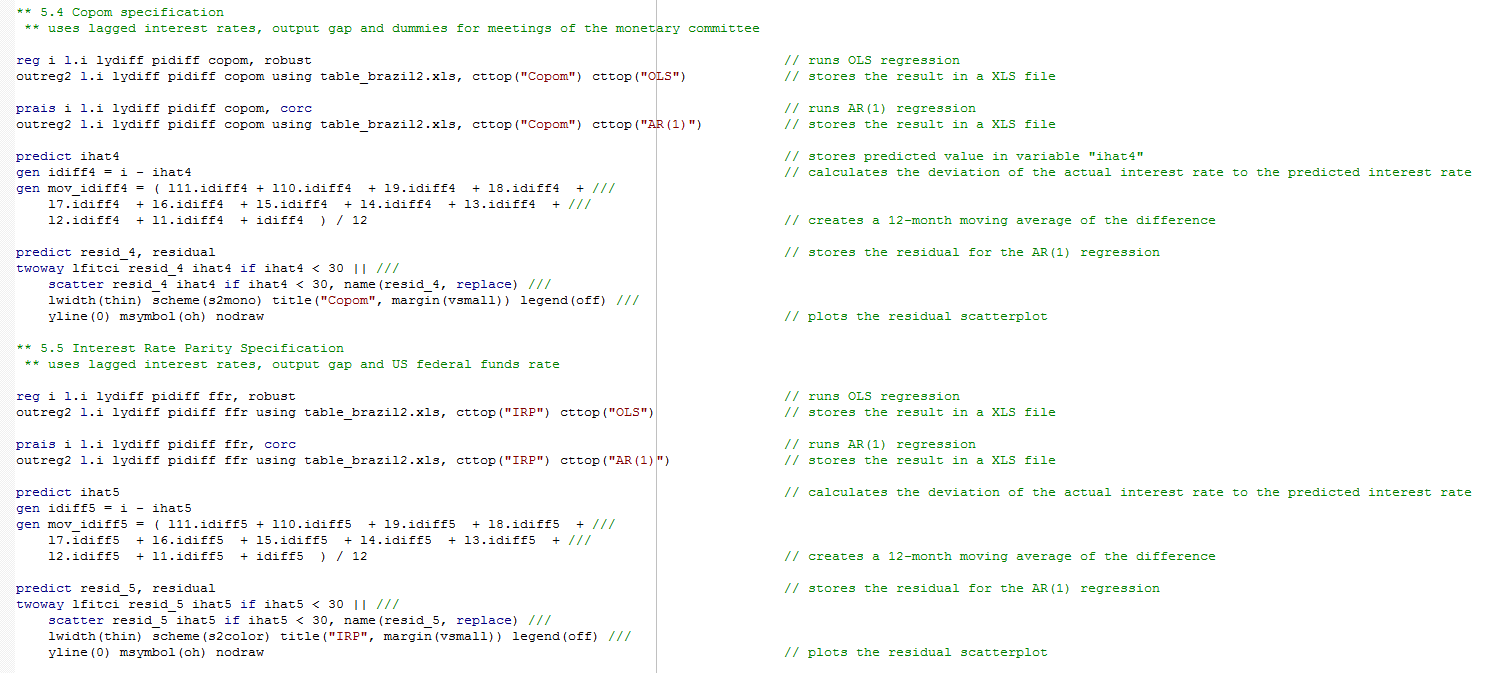 ** 5.4 Copom specification
** uses lagged interest rates, output gap and dummies for meetings of the monetary committee
reg i l.i lydiff pidiff copom, robust // runs OLS regression
outreg2 l.i lydiff pidiff copom using table_brazil2.xls, cttop("Copom") cttop("OLS") // stores the result in a XLS file
prais i l.i lydiff pidiff copom, corc // runs AR(1) regression
outreg2 l.i lydiff pidiff copom using table_brazil2.xls, cttop("Copom") cttop("AR(1)") // stores the result in a XLS file
predict ihat4 // stores predicted value in variable "ihat4"
gen idiff4 = i - ihat4 // calculates the deviation of the actual interest rate to the predicted interest rate
gen mov_idiff4 = ( l11.idiff4 + l10.idiff4 + l9.idiff4 + l8.idiff4 + ///
l7.idiff4 + l6.idiff4 + l5.idiff4 + l4.idiff4 + l3.idiff4 + ///
l2.idiff4 + l1.idiff4 + idiff4 ) / 12 // creates a 12-month moving average of the difference
predict resid_4, residual // stores the residual for the AR(1) regression
twoway lfitci resid_4 ihat4 if ihat4 < 30 || ///
scatter resid_4 ihat4 if ihat4 < 30, name(resid_4, replace) ///
lwidth(thin) scheme(s2mono) title("Copom", margin(vsmall)) legend(off) ///
yline(0) msymbol(oh) nodraw // plots the residual scatterplot
** 5.5 Interest Rate Parity Specification
** uses lagged interest rates, output gap and US federal funds rate
reg i l.i lydiff pidiff ffr, robust // runs OLS regression
outreg2 l.i lydiff pidiff ffr using table_brazil2.xls, cttop("IRP") cttop("OLS") // stores the result in a XLS file
prais i l.i lydiff pidiff ffr, corc // runs AR(1) regression
outreg2 l.i lydiff pidiff ffr using table_brazil2.xls, cttop("IRP") cttop("AR(1)") // stores the result in a XLS file
predict ihat5 // calculates the deviation of the actual interest rate to the predicted interest rate
gen idiff5 = i - ihat5
gen mov_idiff5 = ( l11.idiff5 + l10.idiff5 + l9.idiff5 + l8.idiff5 + ///
l7.idiff5 + l6.idiff5 + l5.idiff5 + l4.idiff5 + l3.idiff5 + ///
l2.idiff5 + l1.idiff5 + idiff5 ) / 12 // creates a 12-month moving average of the difference
predict resid_5, residual // stores the residual for the AR(1) regression
twoway lfitci resid_5 ihat5 if ihat5 < 30 || ///
scatter resid_5 ihat5 if ihat5 < 30, name(resid_5, replace) ///
lwidth(thin) scheme(s2color) title("IRP", margin(vsmall)) legend(off) ///
yline(0) msymbol(oh) nodraw // plots the residual scatterplot